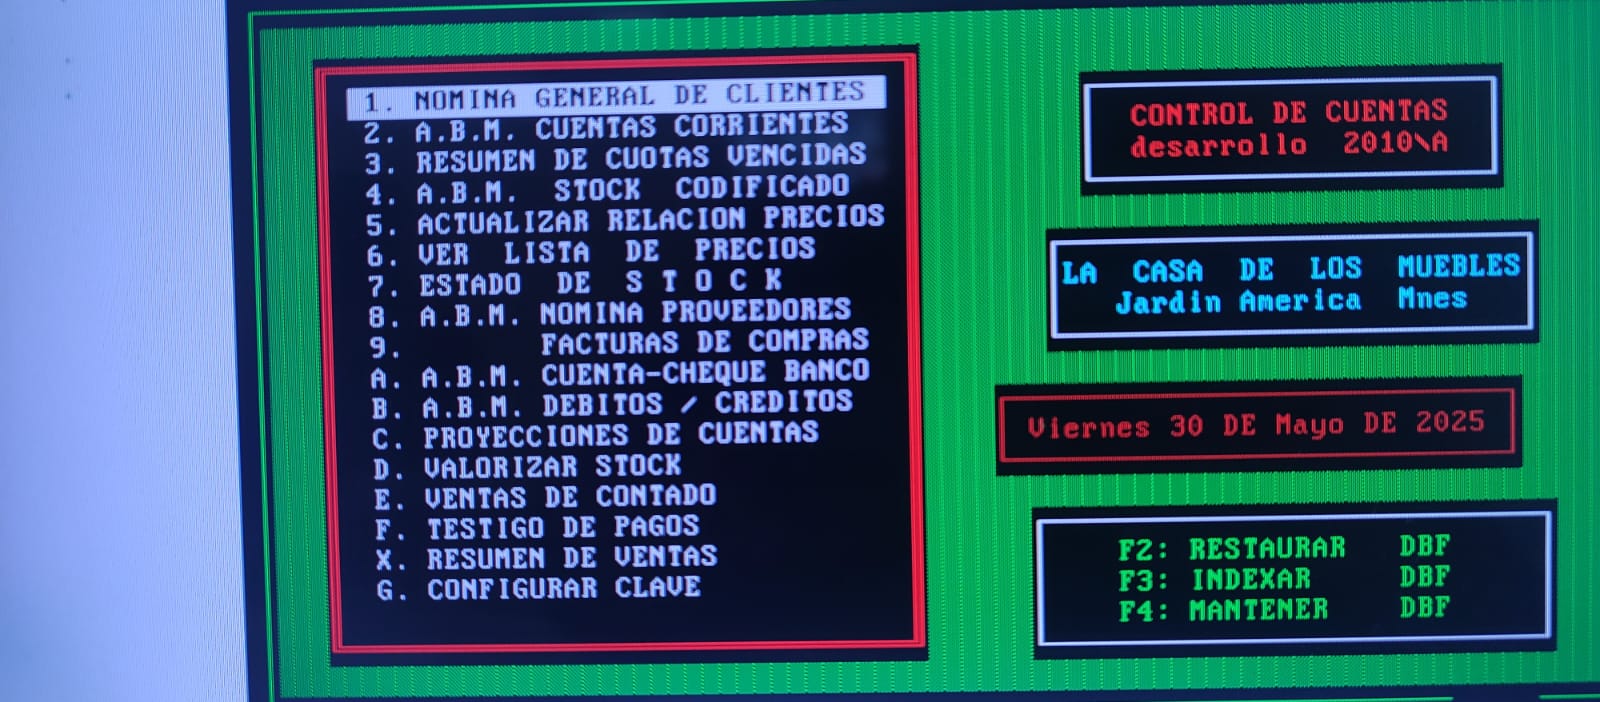 1. NOMINA GENERAL DE CLIENTES
2. A.B.M. CUENTAS CORRIENTES
3. RESUMEN DE CUOTAS VENCIDAS
4. A.B.M. STOCK CODIFICADO
5. ACTUALIZAR RELACION PRECIOS
6. VER LISTA DE PRECIOS
7. ESTADO DE S T O C K
8. A.B.M. NOMINA PROVEEDORES
9. FACTURAS DE COMPRAS
A. A.B.M. CUENTA-CHEQUE BANCO
B. A.B.M. DEBITOS / CREDITOS
C. PROYECCIONES DE CUENTAS
D. VALORIZAR STOCK
E. VENTAS DE CONTADO
F. TESTIGO DE PAGOS
X. RESUMEN DE VENTAS
G. CONFIGURAR CLAVE
CONTROL DE CUENTAS
desarrollo 2010\A
LA CASA DE LOS MUEBLES
Jardin America Mnes
Viernes 30 DE Mayo DE 2025
F2: RESTAURAR DBF
F3: INDEXAR DBF
F4: MANTENER DBF